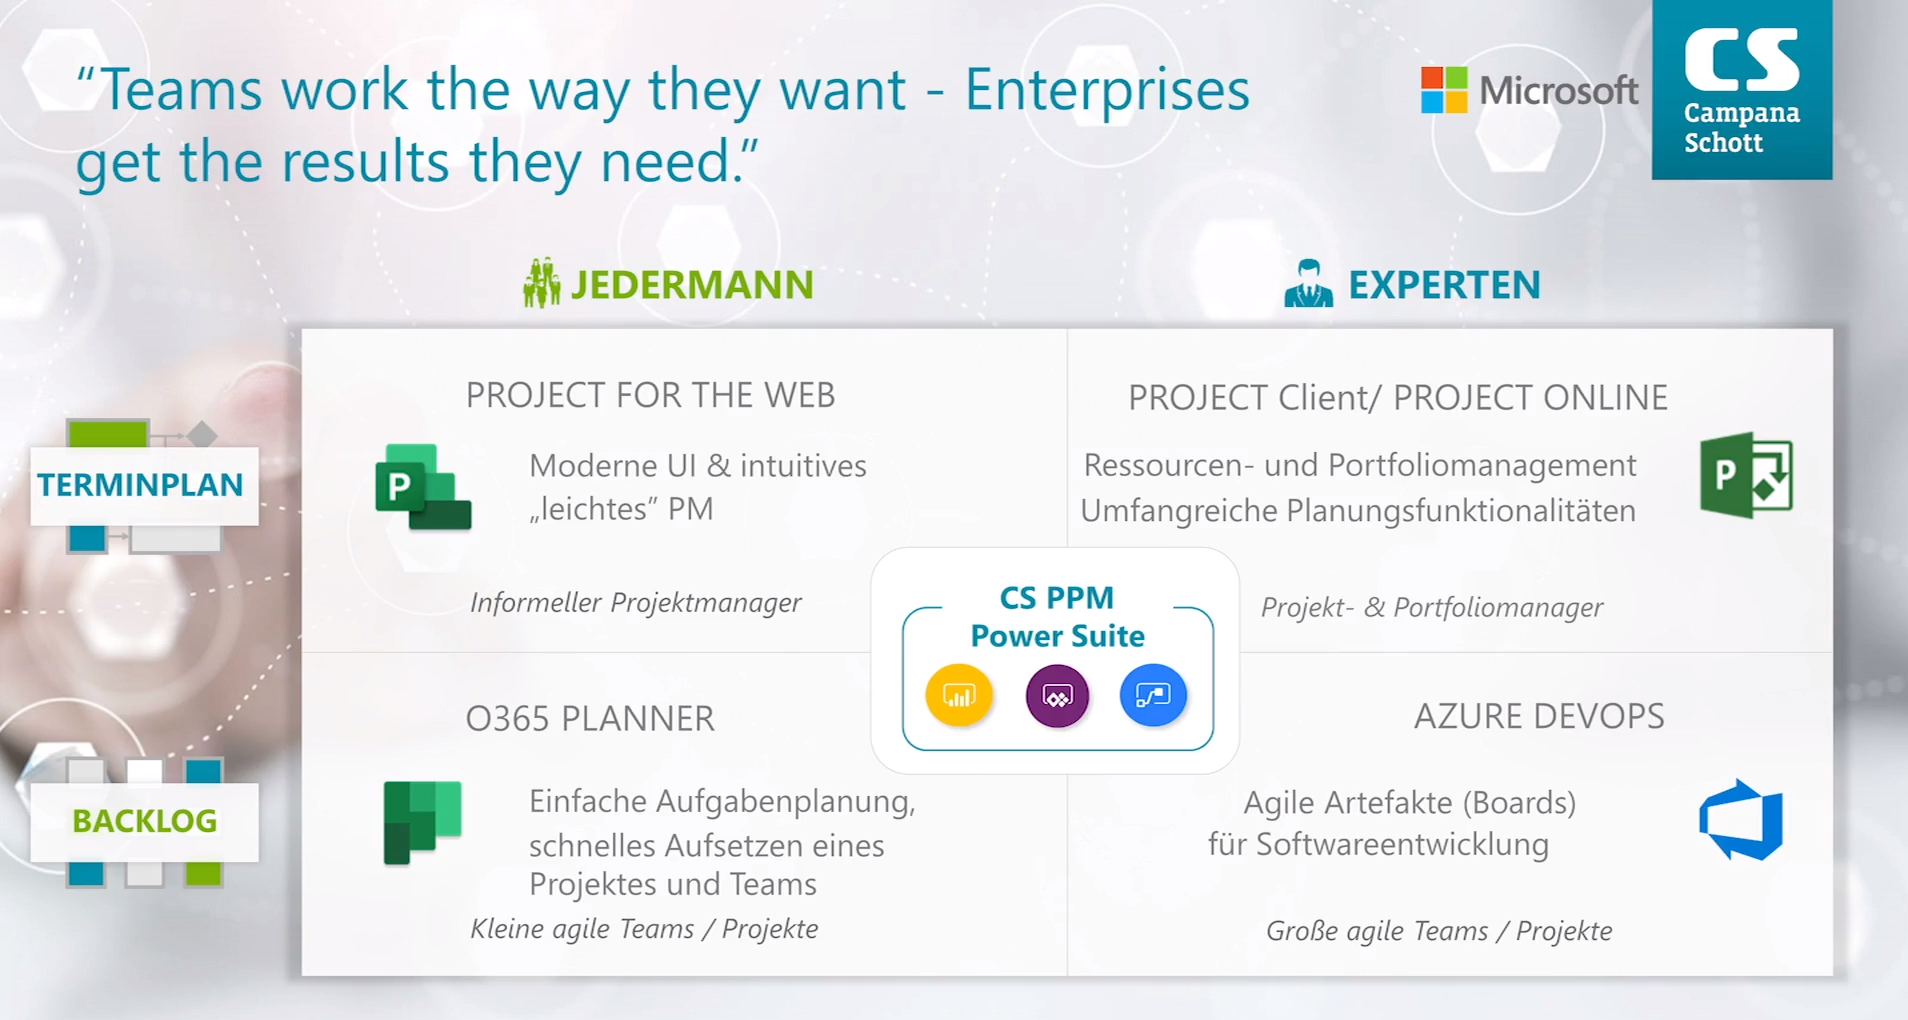 “Teams work the way they want - Enterprises
get the results they need.”
Microsoft
CS
Campana
Schott
JEDERMANN
EXPERTEN
TERMINPLAN
PROJECT FOR THE WEB
P
Moderne UI & intuitives
„leichtes” PM
Informeller Projektmanager
PROJECT Client/ PROJECT ONLINE
Ressourcen- und Portfoliomanagement
Umfangreiche Planungsfunktionalitäten
P
Projekt- & Portfoliomanager
CS PPM
Power Suite
BACKLOG
O365 PLANNER
Einfache Aufgabenplanung,
schnelles Aufsetzen eines
Projektes und Teams
Kleine agile Teams / Projekte
AZURE DEVOPS
Agile Artefakte (Boards)
für Softwareentwicklung
Große agile Teams / Projekte